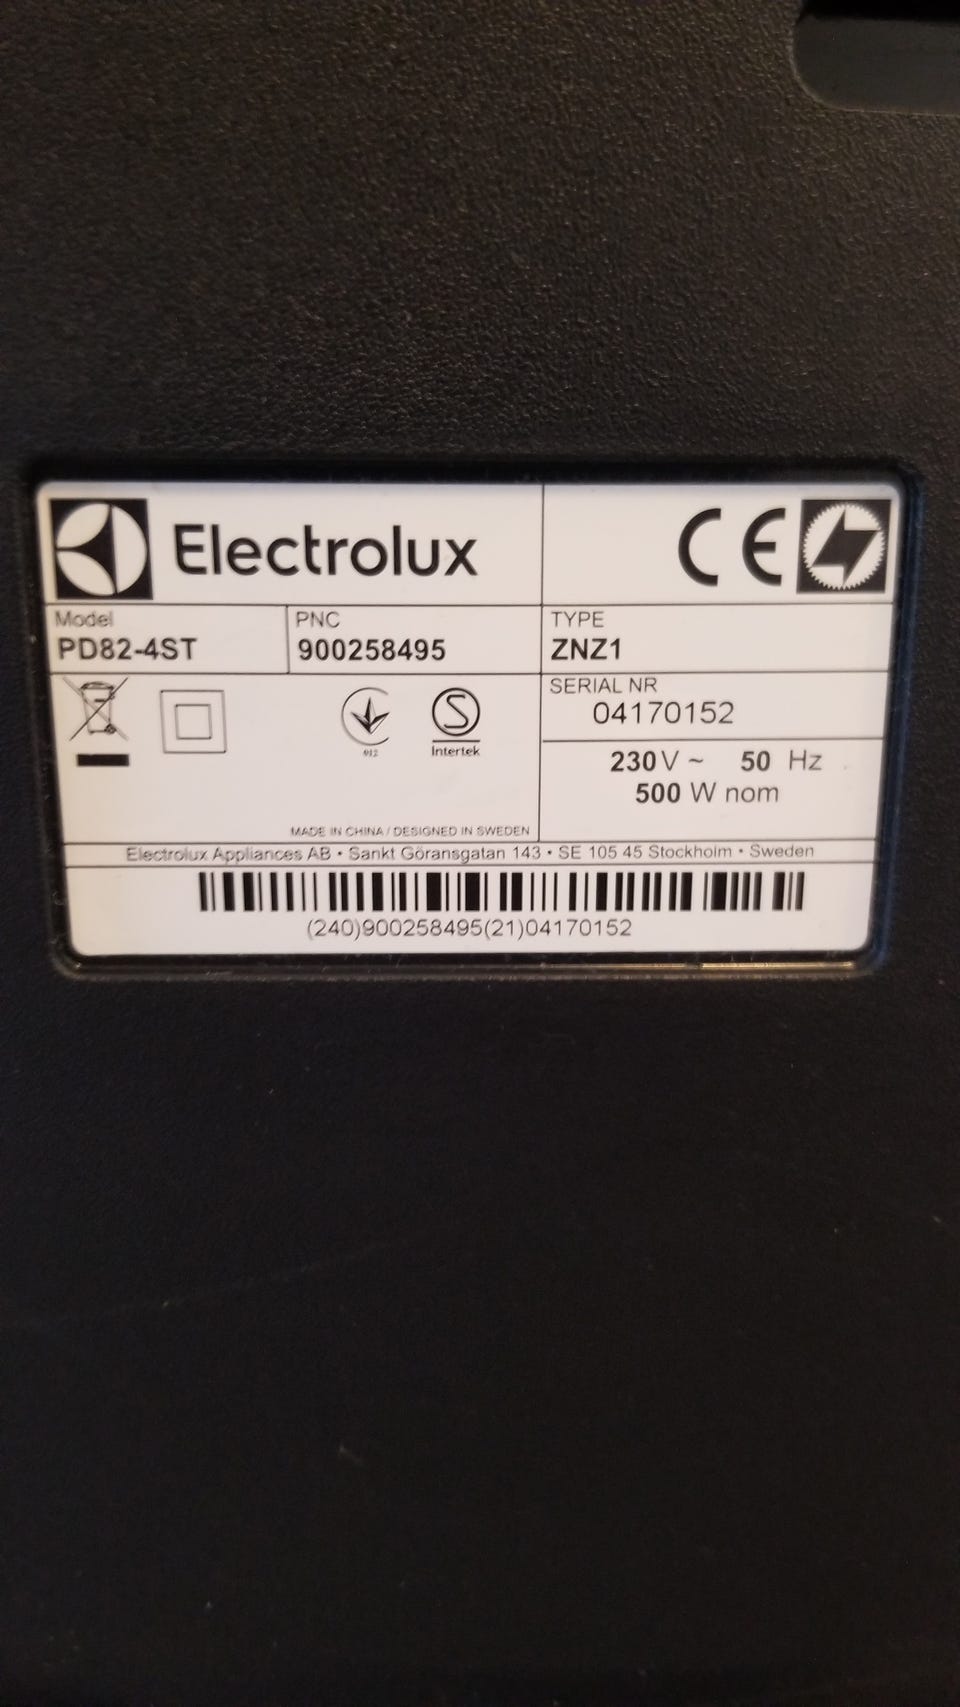 Electrolux
CE
Model
PD82-4ST
PNC
900258495
TYPE
ZNZ1
SERIAL NR
04170152
012
S
Intertek
230V ~ 50 Hz
500 W nom
MADE IN CHINA / DESIGNED IN SWEDEN
Electrolux Appliances AB • Sankt Göransgatan 143 • SE 105 45 Stockholm • Sweden
(240)900258495(21)04170152